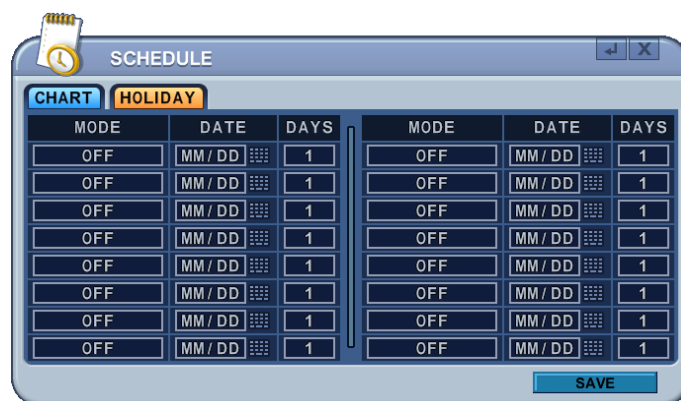 SCHEDULE X
CHART HOLIDAY
MODE DATE DAYS MODE DATE DAYS
OFF MM / DD 1 OFF MM / DD 1
OFF MM / DD 1 OFF MM / DD 1
OFF MM / DD 1 OFF MM / DD 1
OFF MM / DD 1 OFF MM / DD 1
OFF MM / DD 1 OFF MM / DD 1
OFF MM / DD 1 OFF MM / DD 1
OFF MM / DD 1 OFF MM / DD 1
OFF MM / DD 1 OFF MM / DD 1
SAVE